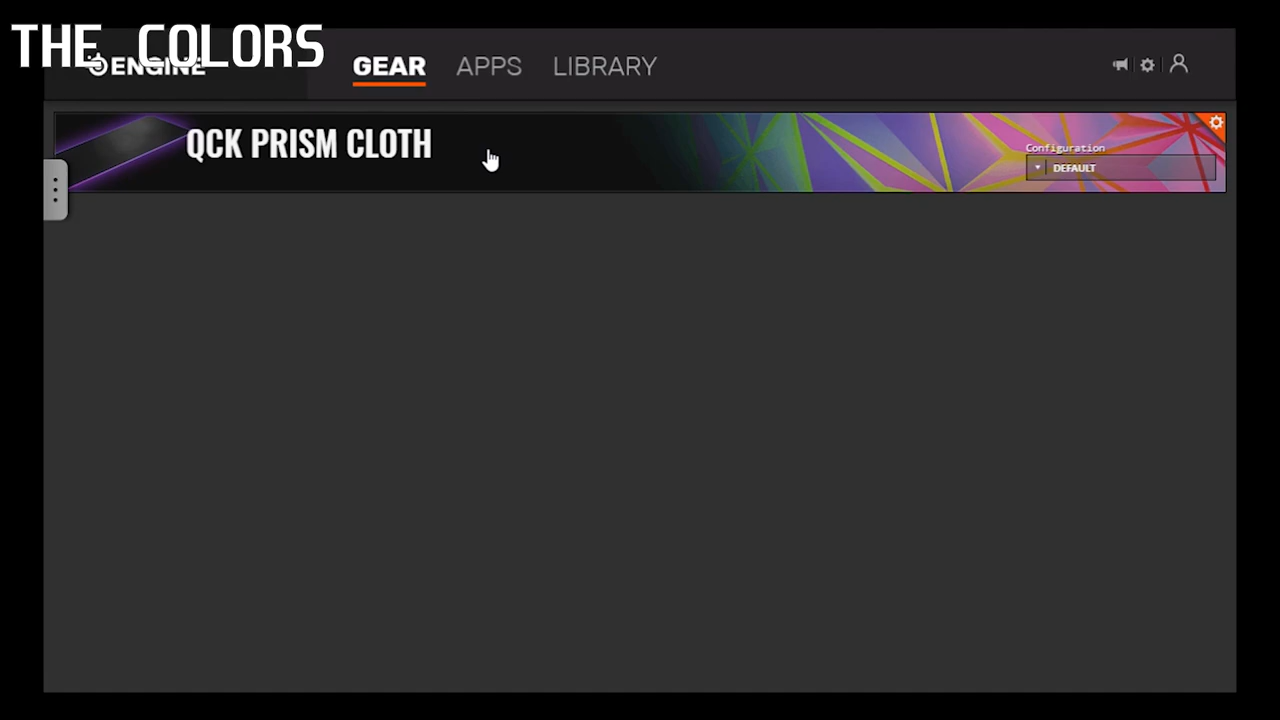 THE COLORS
ENGINE
GEAR
APPS
LIBRARY
QCK PRISM CLOTH
Configuration
DEFAULT